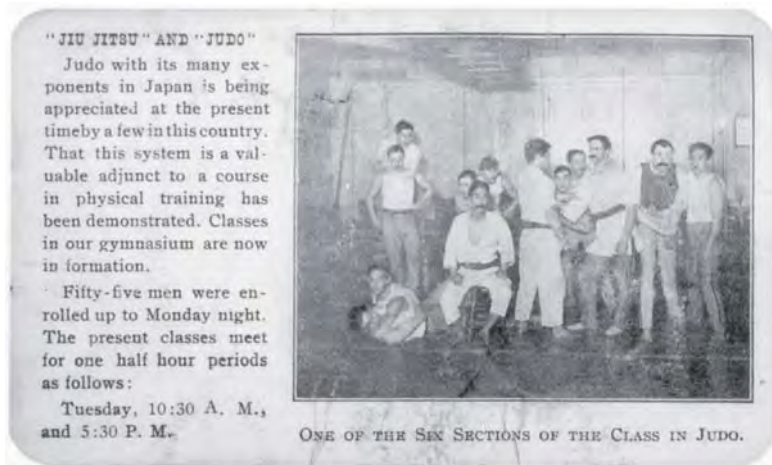 "JIU JITSU" AND "JUDO"
Judo with its many ex-
ponents in Japan is being
appreciated at the present
timeby a few in this country.
That this system is a val-
uable adjunct to a course
in physical training has
been demonstrated. Classes
in our gymnasium are now
in formation.
Fifty-five men were en-
rolled up to Monday night.
The present classes meet
for one half hour periods
as follows:
Tuesday, 10:30 A. M.,
and 5:30 P. M.
ONE OF THE SIX SECTIONS OF THE CLASS IN JUDO.